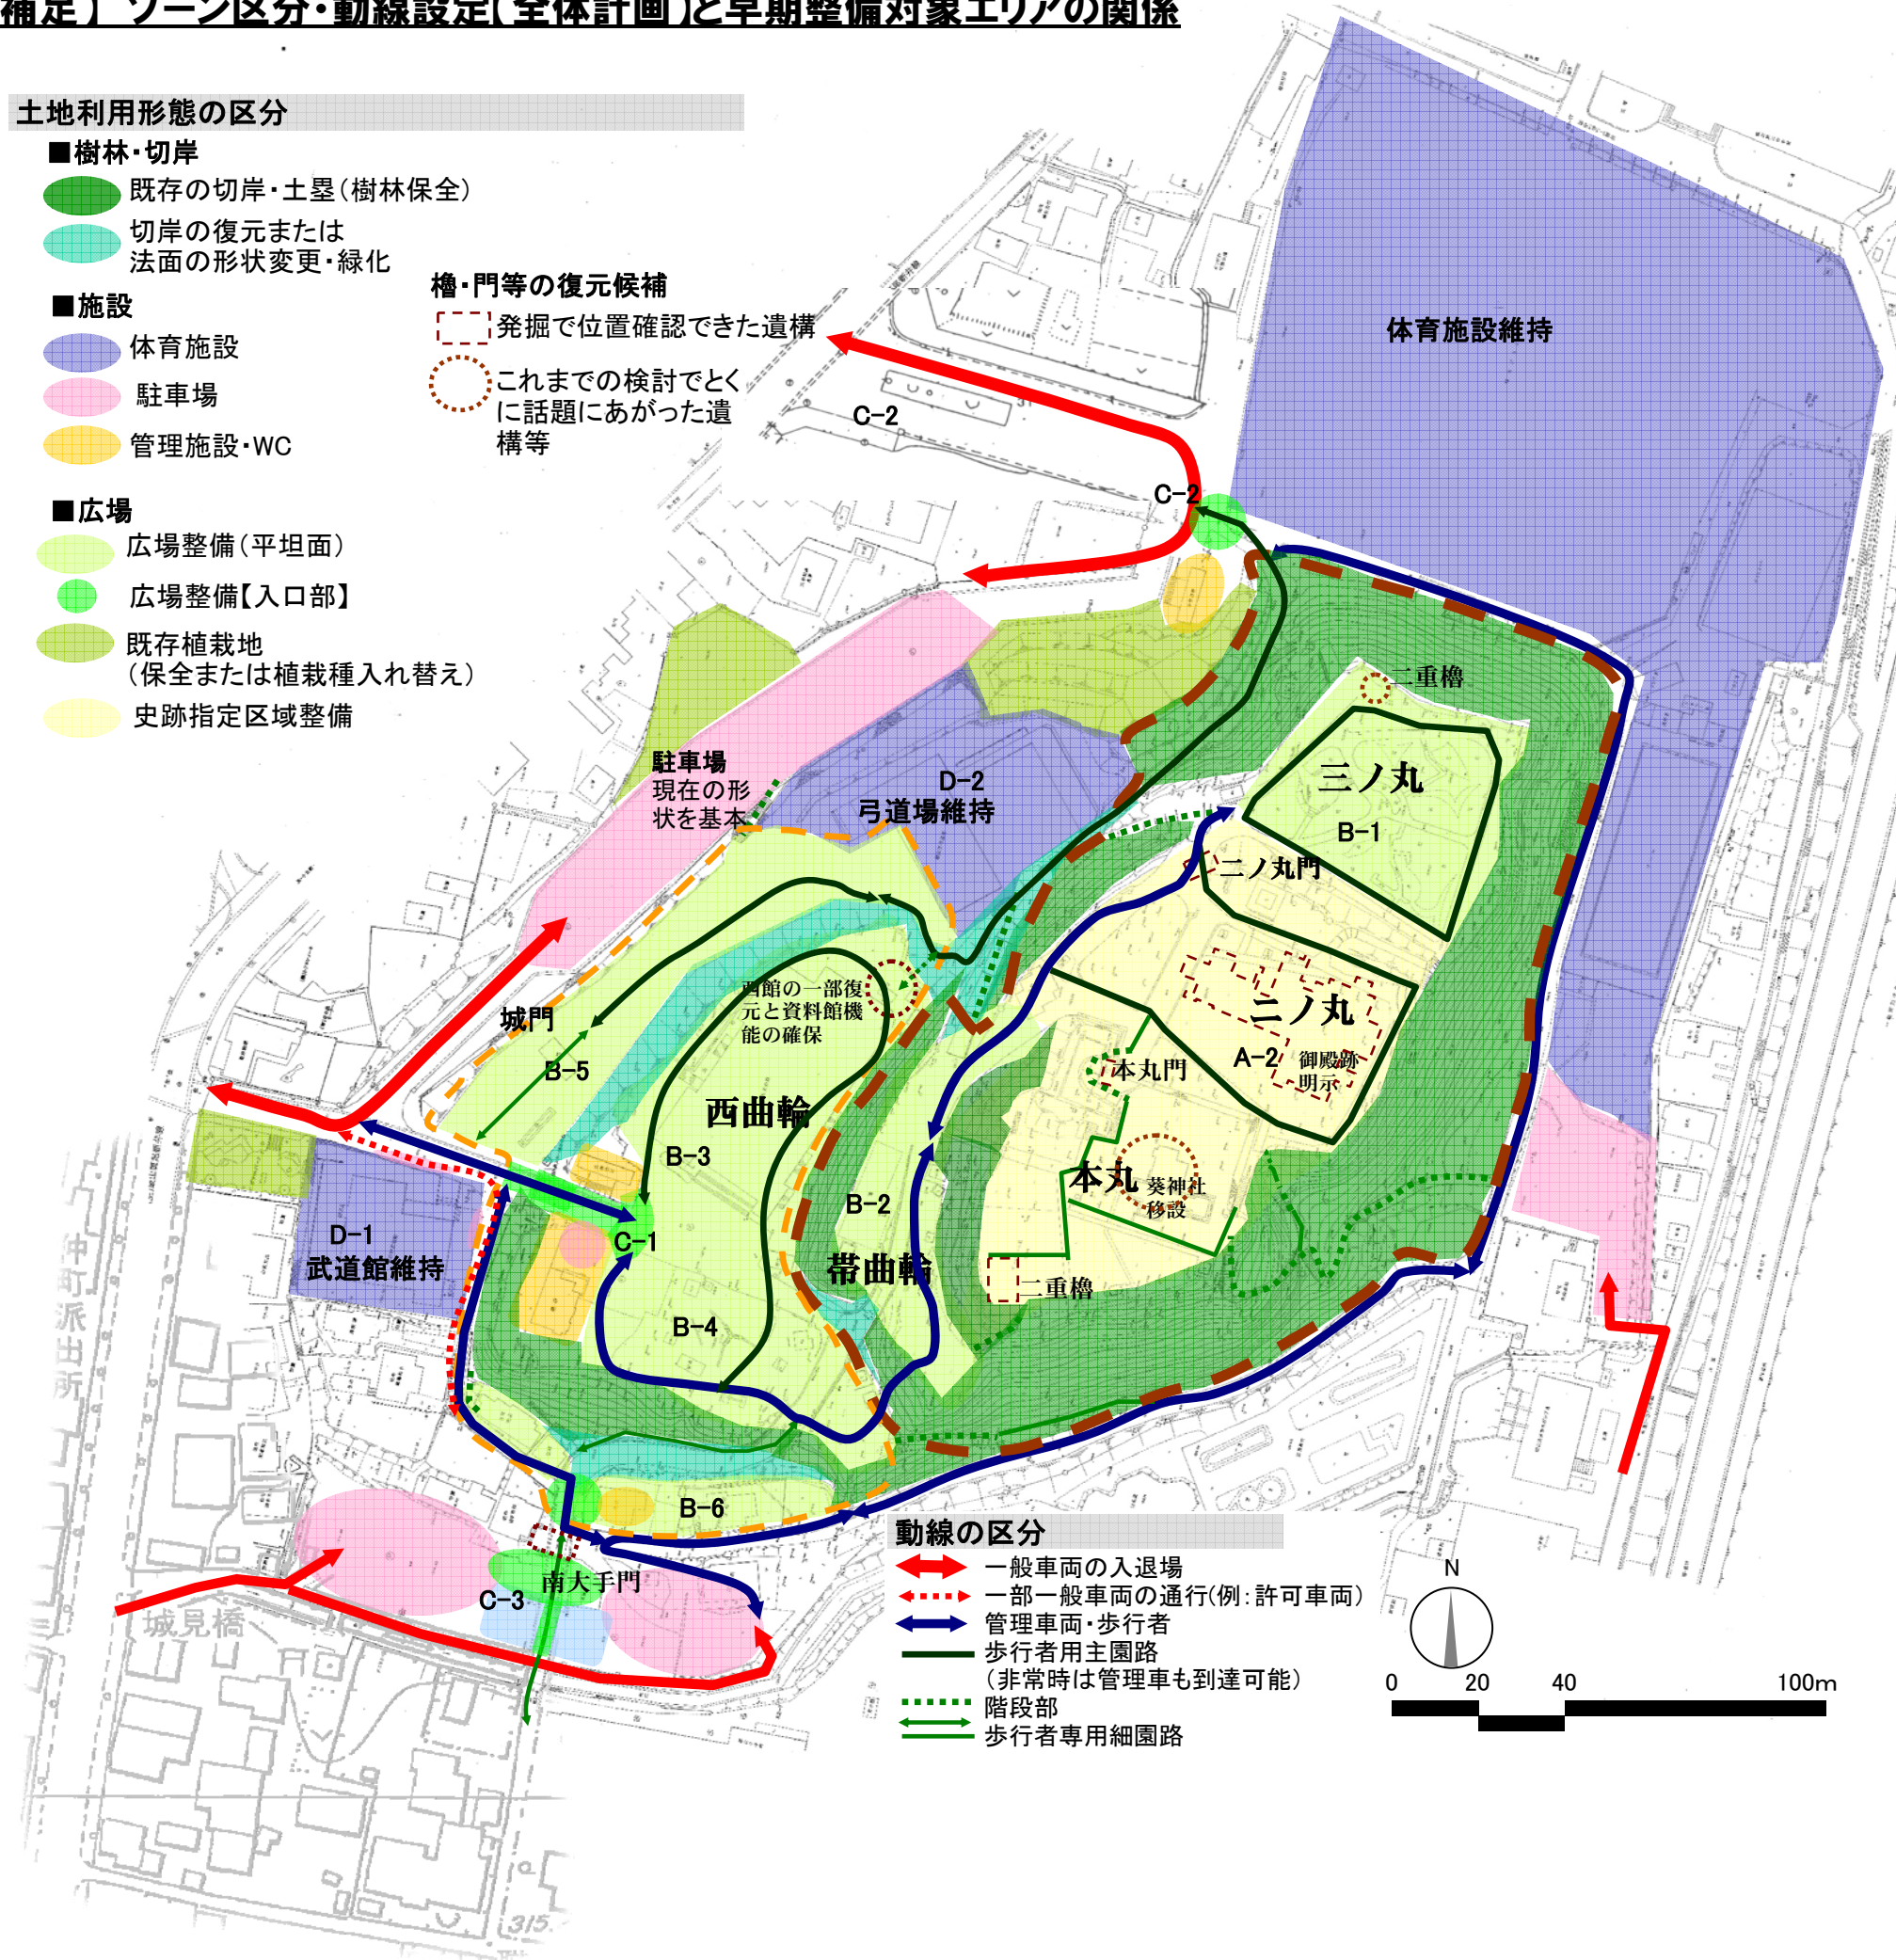 補足】 ゾーン区分・動線設定【全体計画】と早期整備対象エリアの関係
土地利用形態の区分
■樹林・切岸
既存の切岸・土塁(樹林保全)
切岸の復元または
法面の形状変更・緑化
■施設
体育施設
駐車場
管理施設・WC
■広場
広場整備(平坦面)
広場整備【入口部】
既存植栽地
(保全または植栽種入れ替え)
史跡指定区域整備
櫓・門等の復元候補
発掘で位置確認できた遺構
これまでの検討でとく
に話題にあがった遺
構等
体育施設維持
C-2
C-2
二重櫓
三ノ丸
B-1
駐車場
現在の形
状を基本
D-2
弓道場維持
二ノ丸門
二ノ丸
A-2
御殿跡
明示
西館の一部復
元と資料館機
能の確保
城門
B-5
本丸門
西曲輪
B-3
本丸
葵神社
移設
B-2
帯曲輪
二重櫓
C-1
D-1
武道館維持
B-4
B-6
仲町派出所
南大手門
C-3
城見橋
動線の区分
一般車両の入退場
一部一般車両の通行(例:許可車両)
管理車両・歩行者
歩行者用主園路
(非常時は管理車も到達可能)
階段部
歩行者専用細園路
N
0 20 40 100m
315